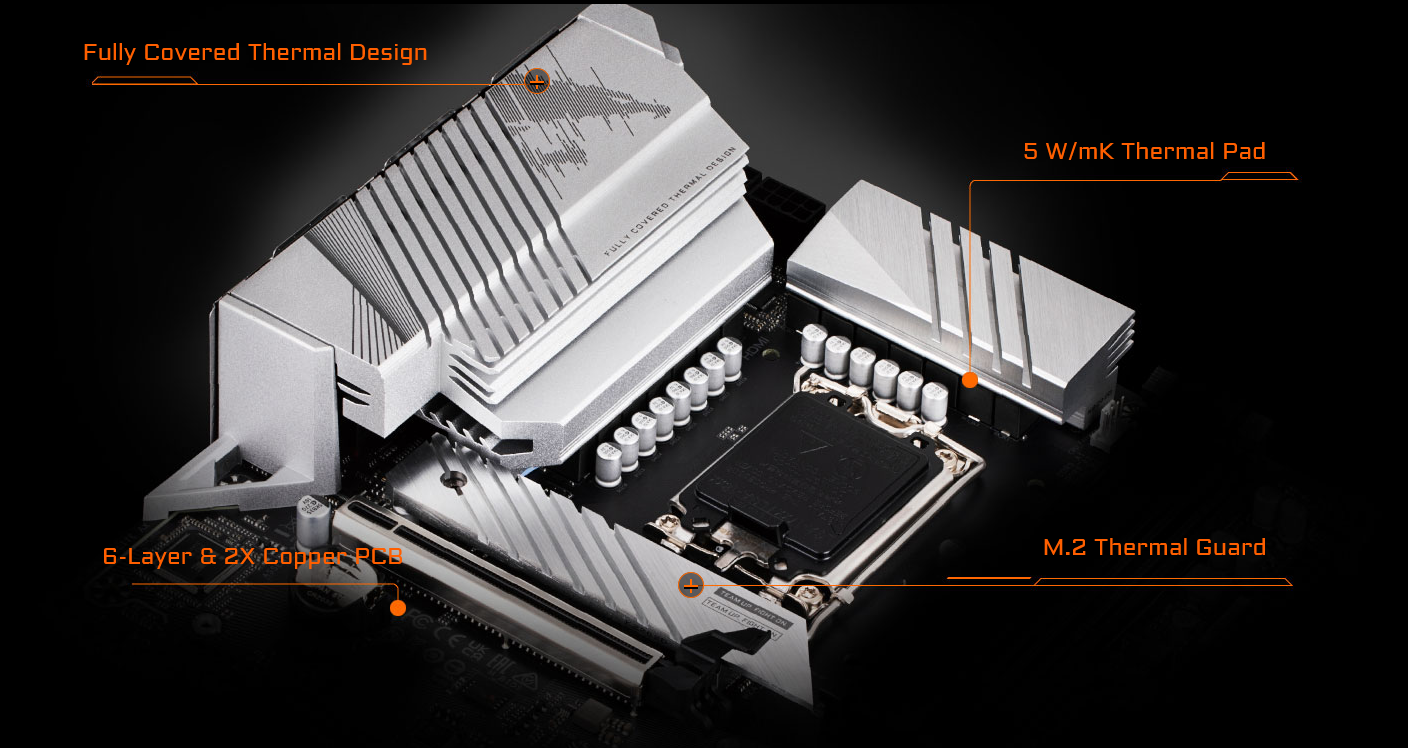 Fully Covered Thermal Design
5 W/mK Thermal Pad
FULLY COVERED THERMAL DESIGN
HDMI
6-Layer & 2X Copper PCB
M.2 Thermal Guard
TEAM UP. FIGHT ON.
TEAM UP. FIGHT ON.